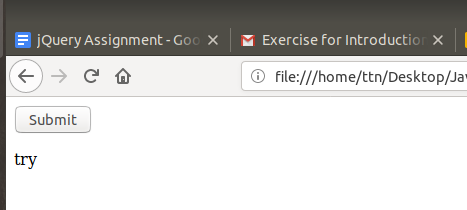 jQuery Assignment - Goo
Exercise for Introduction
file:///home/ttn/Desktop/Jav
Submit
try